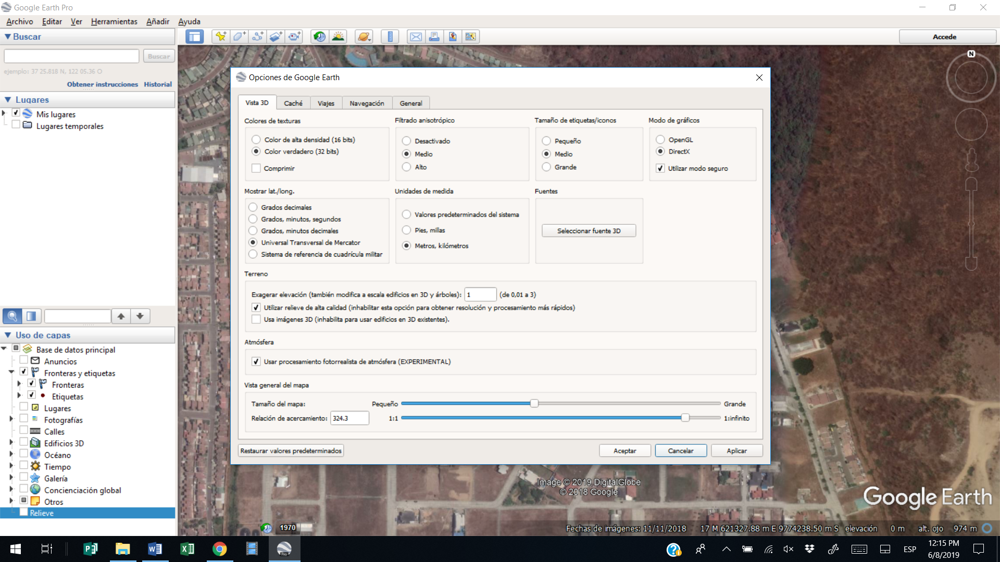 Google Earth Pro
Archivo Editar Ver Herramientas Añadir Ayuda
Buscar
Accede
Buscar
ejemplo: 37 25.818 N, 122 05.36 O
Obtener instrucciones Historial
Lugares
Mis lugares
Lugares temporales
Uso de capas
Base de datos principal
Anuncios
Fronteras y etiquetas
Fronteras
Etiquetas
Lugares
Fotografías
Calles
Edificios 3D
Océano
Tiempo
Galería
Concienciación global
Otros
Relieve
Opciones de Google Earth
Vista 3D Caché Viajes Navegación General
Colores de texturas
Color de alta densidad (16 bits)
Color verdadero (32 bits)
Comprimir
Filtrado anisotrópico
Desactivado
Medio
Alto
Tamaño de etiquetas/iconos
Pequeño
Medio
Grande
Modo de gráficos
OpenGL
DirectX
Utilizar modo seguro
Mostrar lat./long.
Grados decimales
Grados, minutos, segundos
Grados, minutos decimales
Universal Transversal de Mercator
Sistema de referencia de cuadrícula militar
Unidades de medida
Valores predeterminados del sistema
Pies, millas
Metros, kilómetros
Fuentes
Seleccionar fuente 3D
Terreno
Exagerar elevación (también modifica a escala edificios en 3D y árboles): 1 (de 0,01 a 3)
Utilizar relieve de alta calidad (inhabilitar esta opción para obtener resolución y procesamiento más rápidos)
Usa imágenes 3D (inhabilita para usar edificios en 3D existentes).
Atmósfera
Usar procesamiento fotorrealista de atmósfera (EXPERIMENTAL)
Vista general del mapa
Tamaño del mapa: Pequeño Grande
Relación de acercamiento: 324.3 1:1 1:infinito
Restaurar valores predeterminados Aceptar Cancelar Aplicar
N
Image © 2019 DigitalGlobe
© 2018 Google
Google Earth
1970
Fechas de imágenes: 11/11/2018 17 M 621327.88 m E 9774238.50 m S elevación 0 m alt. ojo 974 m
Pro
ESP
12:15 PM
6/8/2019